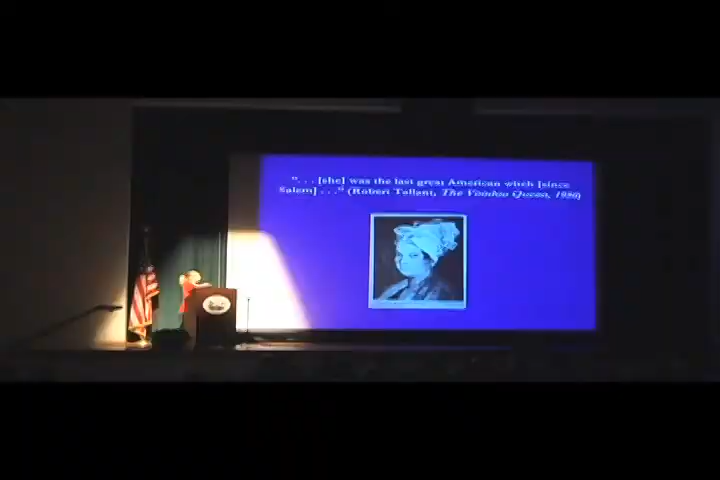 ". . . [she] was the last great American witch [since
Salem] . . ." (Robert Tallant, The Voodoo Queen, 1956)